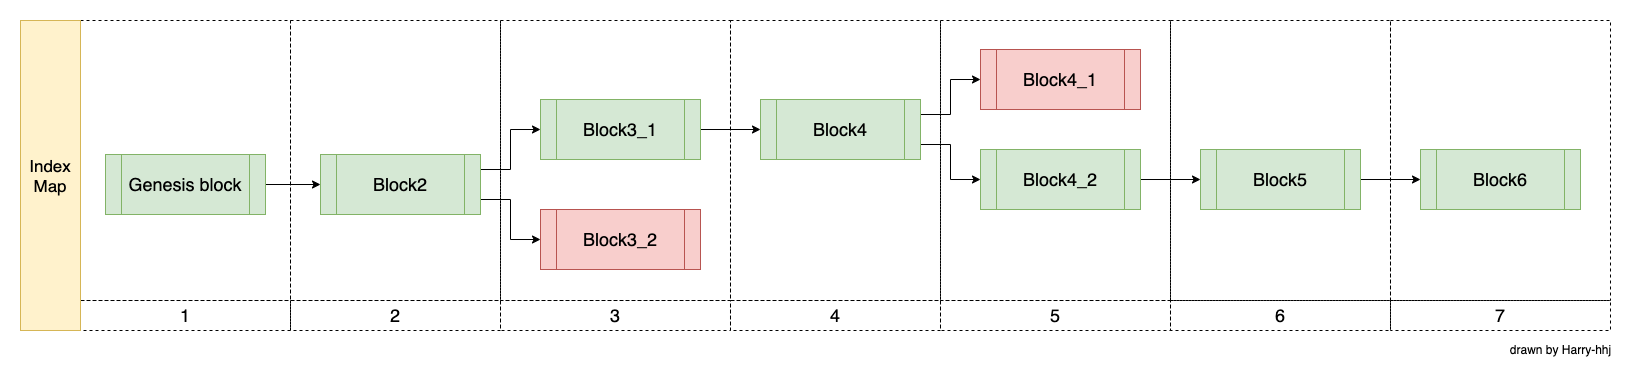 Index
Map
Genesis block
Block2
Block3_1
Block3_2
Block4
Block4_1
Block4_2
Block5
Block6
1
2
3
4
5
6
7
drawn by Harry-hhj